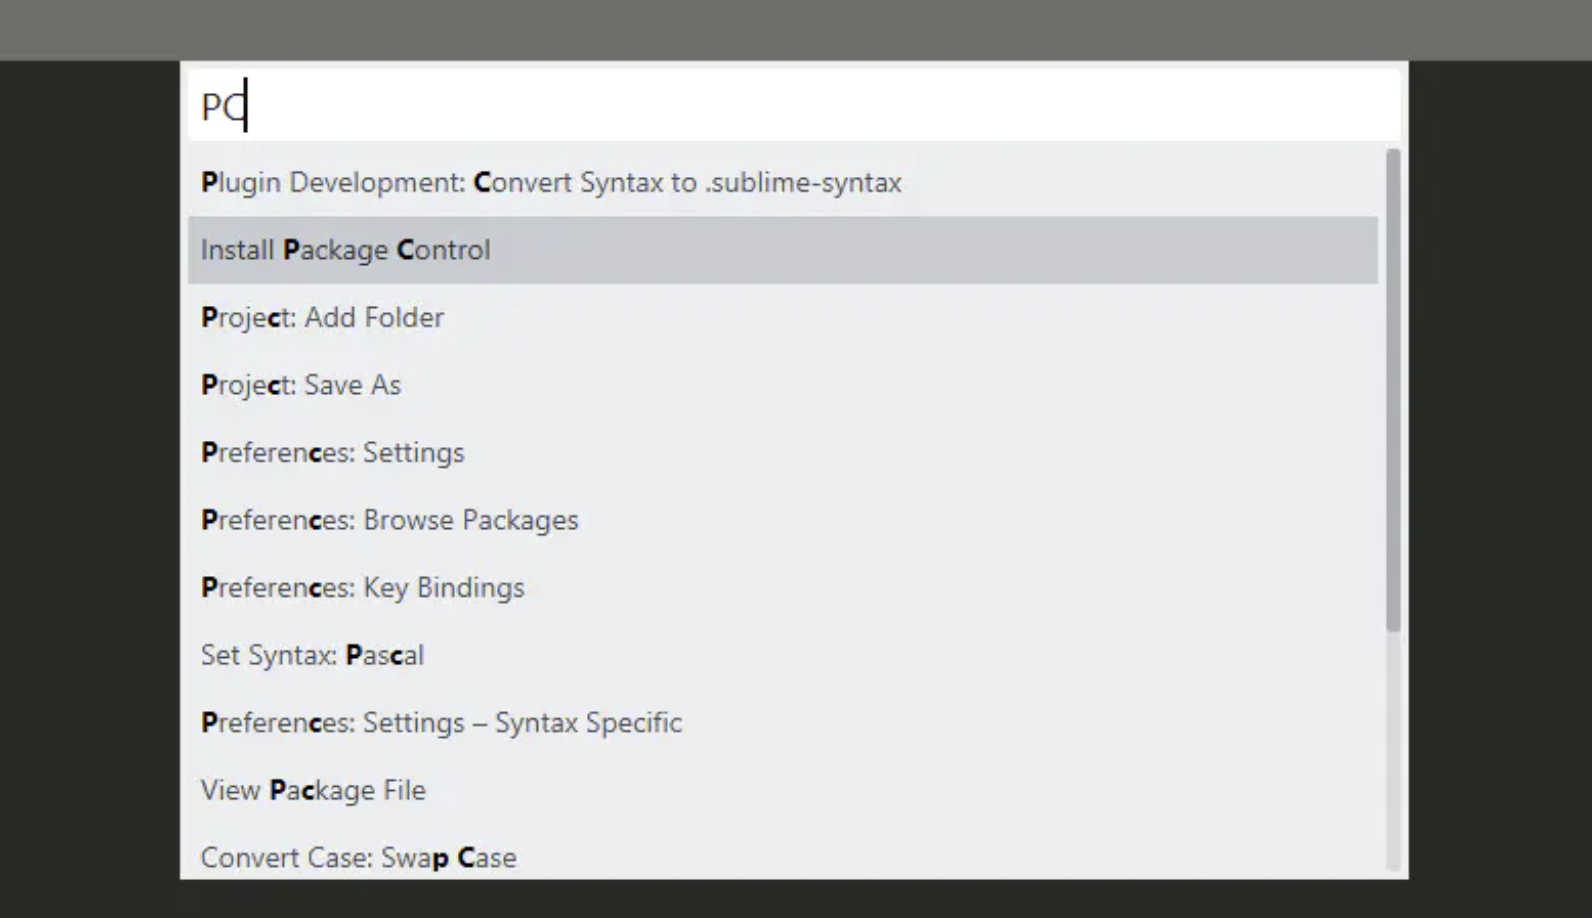 PC
Plugin Development: Convert Syntax to .sublime-syntax
Install Package Control
Project: Add Folder
Project: Save As
Preferences: Settings
Preferences: Browse Packages
Preferences: Key Bindings
Set Syntax: Pascal
Preferences: Settings – Syntax Specific
View Package File
Convert Case: Swap Case